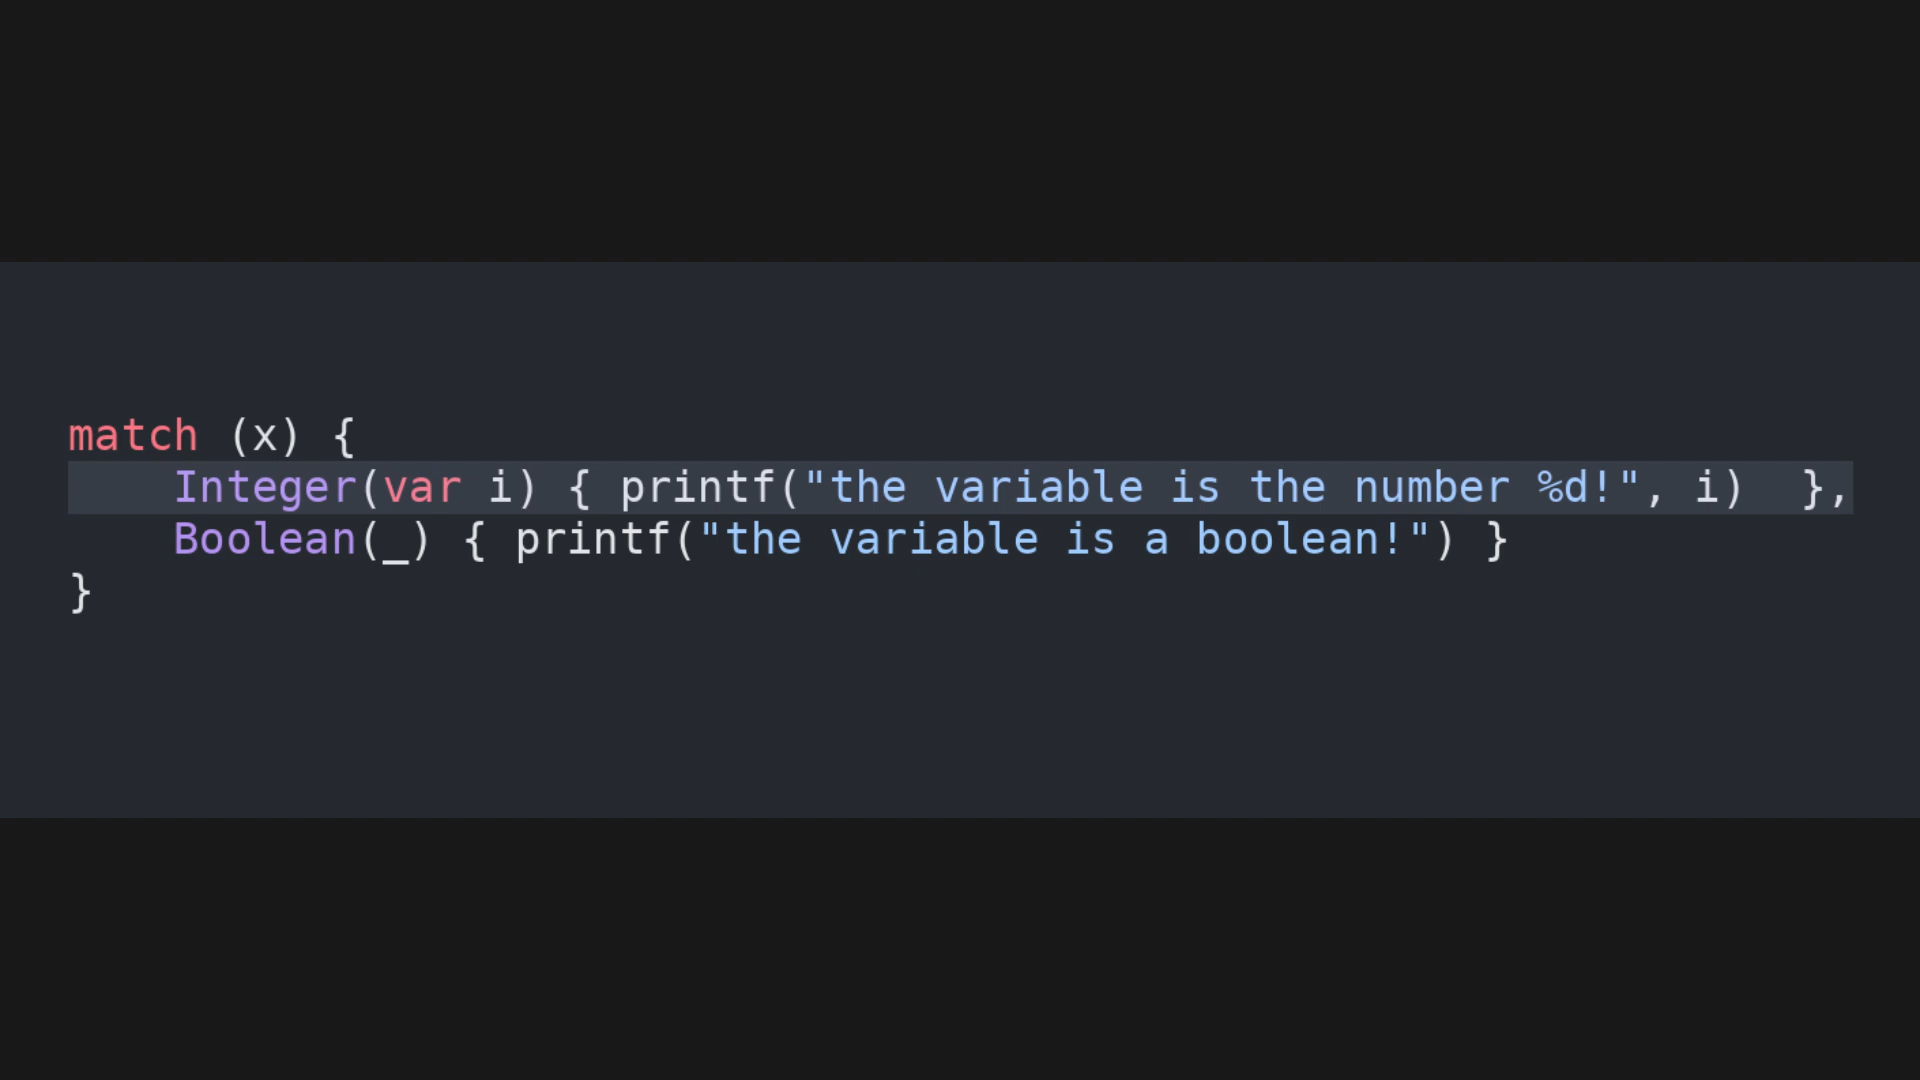 match (x) {
    Integer(var i) { printf("the variable is the number %d!", i)  },
    Boolean(_) { printf("the variable is a boolean!") }
}